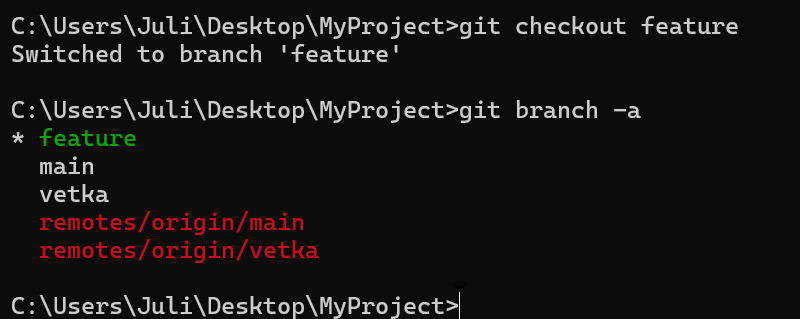 C:\Users\Juli\Desktop\MyProject>git checkout feature
Switched to branch 'feature'
C:\Users\Juli\Desktop\MyProject>git branch -a
* feature
main
vetka
remotes/origin/main
remotes/origin/vetka
C:\Users\Juli\Desktop\MyProject>